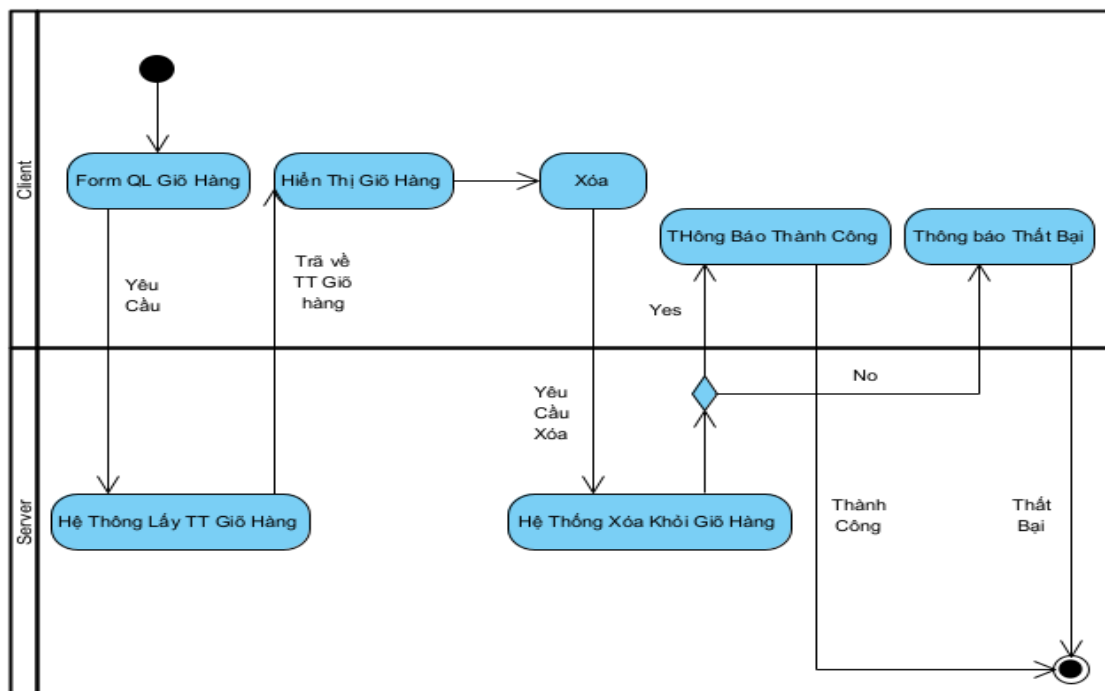 Client
Form QL Giõ Hàng
Hiển Thị Giõ Hàng
Xóa
THông Báo Thành Công
Thông báo Thất Bại
Yêu
Cầu
Trã về
TT Giõ
hàng
Yes
No
Yêu
Cầu
Xóa
Server
Hệ Thông Lấy TT Giõ Hàng
Hệ Thống Xóa Khỏi Giõ Hàng
Thành
Công
Thất
Bại